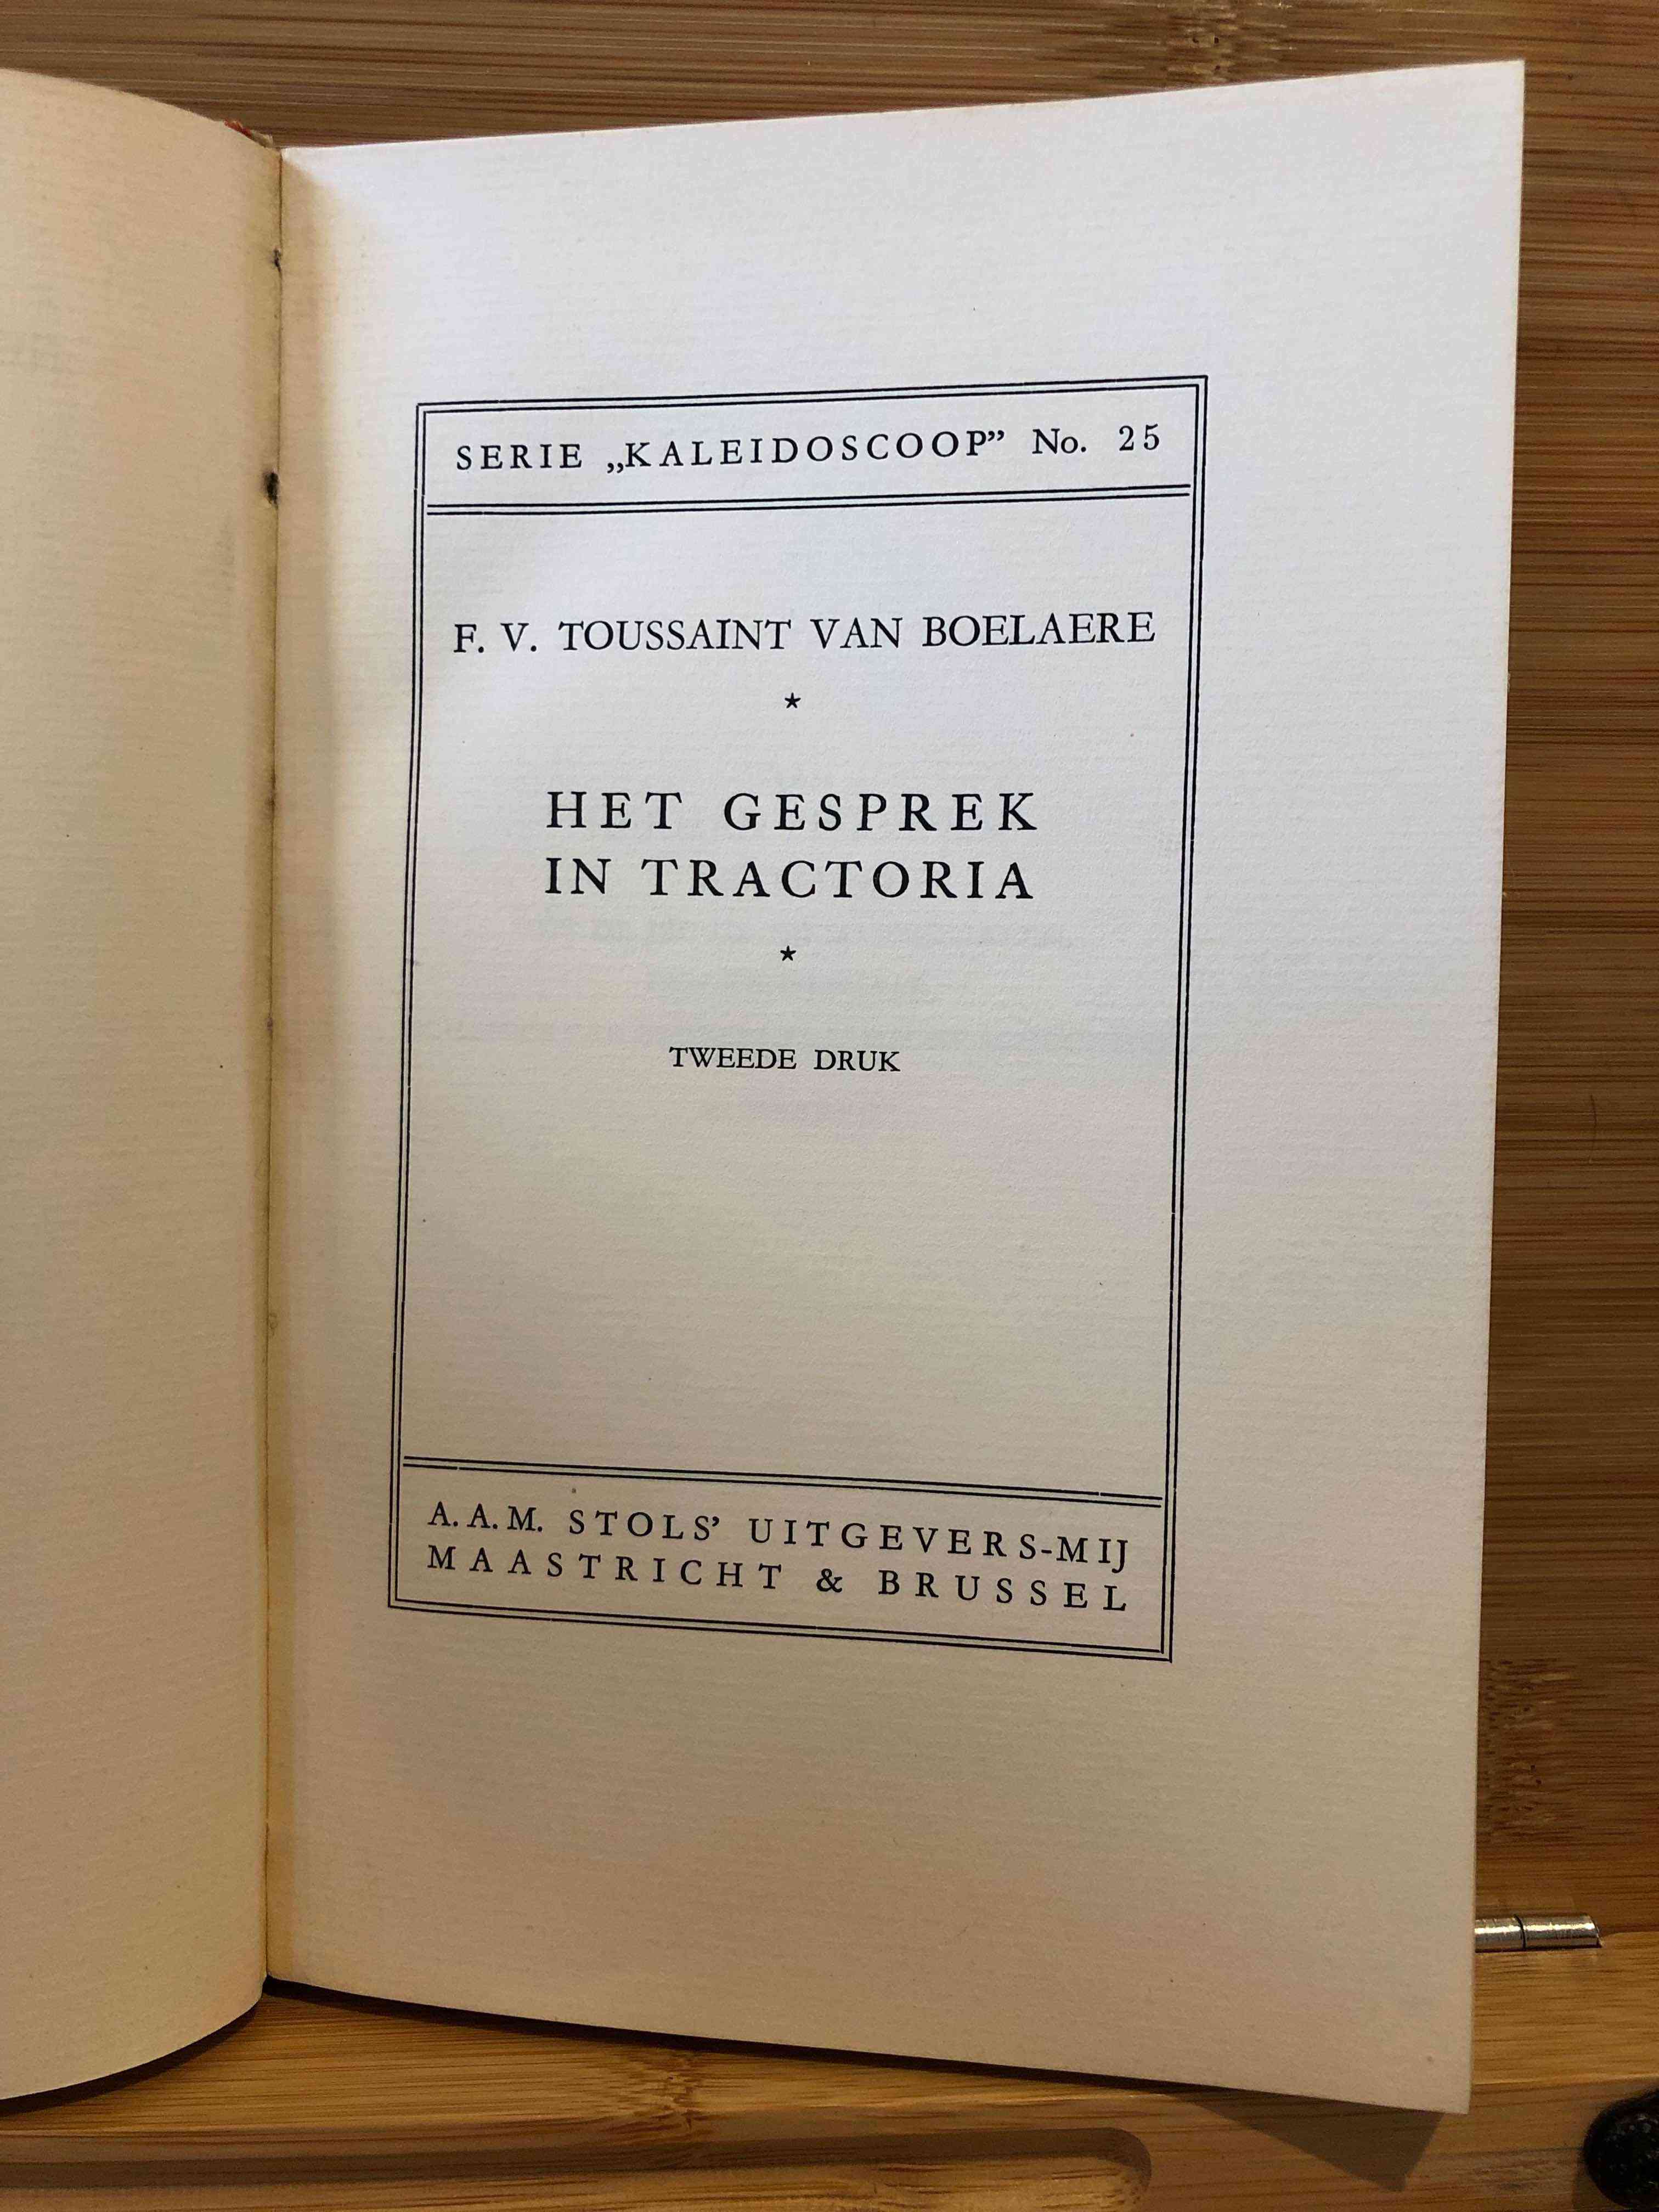 SERIE „KALEIDOSCOOP” No. 25
F. V. TOUSSAINT VAN BOELAERE
*
HET GESPREK
IN TRACTORIA
*
TWEEDE DRUK
A. A. M. STOLS’ UITGEVERS-MIJ
MAASTRICHT & BRUSSEL